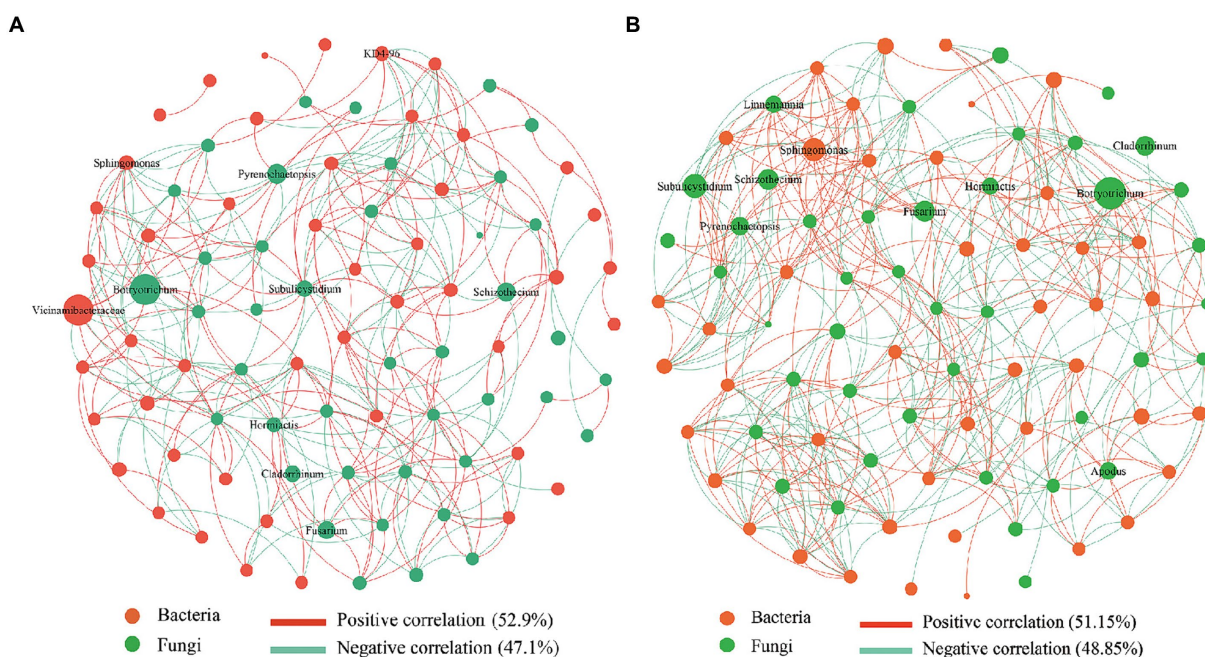 A
KD4-96
Sphingomonas
Pyrenochaetopsis
Botryotrichum
Subulicystidium
Schizothecium
Vicinamibacteraceae
Hormiactis
Cladorrhinum
Fusarium
Bacteria
Positive correlation (52.9%)
Fungi
Negative correlation (47.1%)
B
Linnemannia
Cladorrhinum
Sphingomonas
Schizothecium
Subulicystidium
Hormiactis
Botryotrichum
Fusarium
Pyrenochaetopsis
Apodus
Bacteria
Positive correlation (51.15%)
Fungi
Negative correlation (48.85%)